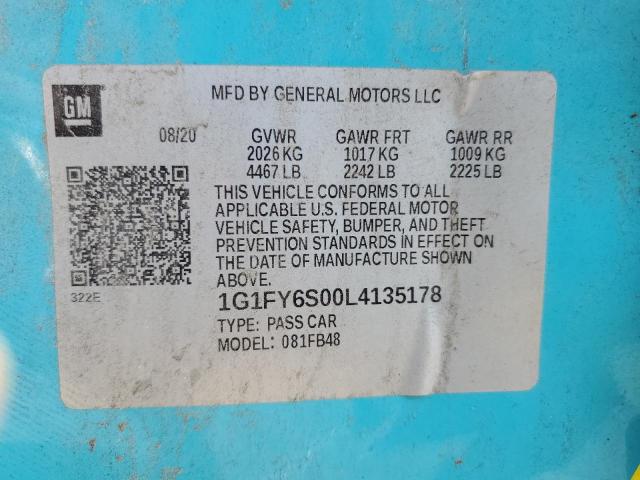 GM
MFD BY GENERAL MOTORS LLC
08/20 GVWR GAWR FRT GAWR RR
2026 KG 1017 KG 1009 KG
4467 LB 2242 LB 2225 LB
THIS VEHICLE CONFORMS TO ALL
APPLICABLE U.S. FEDERAL MOTOR
VEHICLE SAFETY, BUMPER, AND THEFT
PREVENTION STANDARDS IN EFFECT ON
THE DATE OF MANUFACTURE SHOWN
ABOVE.
322E
1G1FY6S00L4135178
TYPE: PASS CAR
MODEL: 081FB48